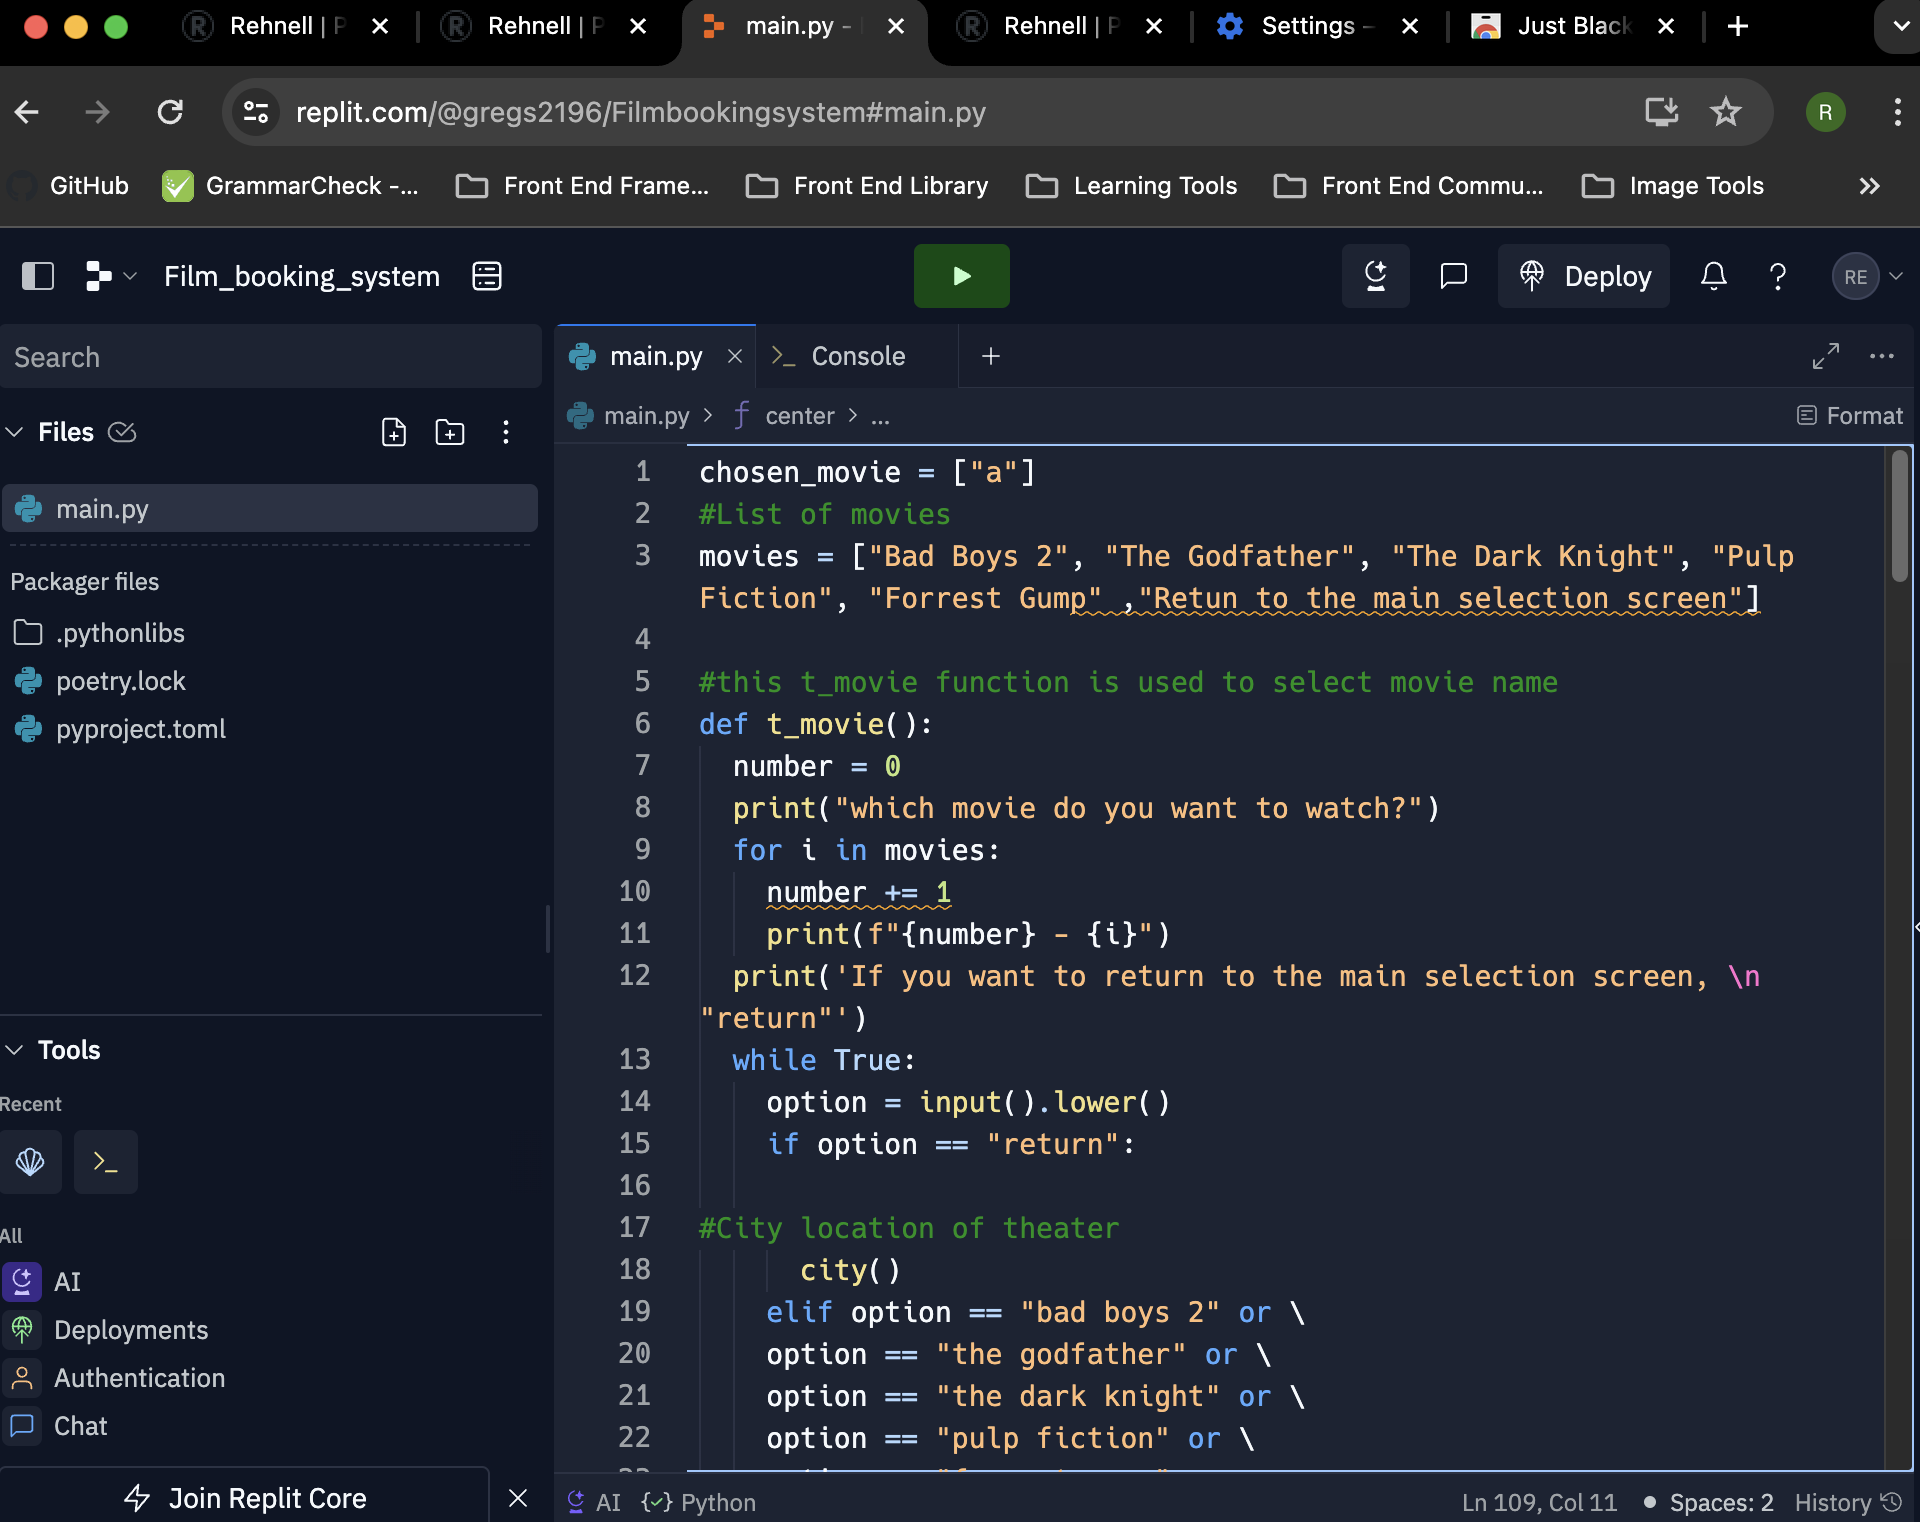 Rehnell | P
Rehnell | P
main.py -
Rehnell | P
Settings -
Just Black
replit.com/@gregs2196/Filmbookingsystem#main.py
R
GitHub
GrammarCheck -...
Front End Frame...
Front End Library
Learning Tools
Front End Commu...
Image Tools
Film_booking_system
Deploy
RE
Search
Files
main.py
Packager files
.pythonlibs
poetry.lock
pyproject.toml
Tools
Recent
All
AI
Deployments
Authentication
Chat
Join Replit Core
main.py
Console
main.py > center > ...
Format
1 chosen_movie = ["a"]
2 #List of movies
3 movies = ["Bad Boys 2", "The Godfather", "The Dark Knight", "Pulp
Fiction", "Forrest Gump" ,"Retun to the main selection screen"]
4
5 #this t_movie function is used to select movie name
6 def t_movie():
7 number = 0
8 print("which movie do you want to watch?")
9 for i in movies:
10 number += 1
11 print(f"{number} - {i}")
12 print('If you want to return to the main selection screen, \n
"return"')
13 while True:
14 option = input().lower()
15 if option == "return":
16
17 #City location of theater
18 city()
19 elif option == "bad boys 2" or \
20 option == "the godfather" or \
21 option == "the dark knight" or \
22 option == "pulp fiction" or \
AI
Python
Ln 109, Col 11
Spaces: 2
History